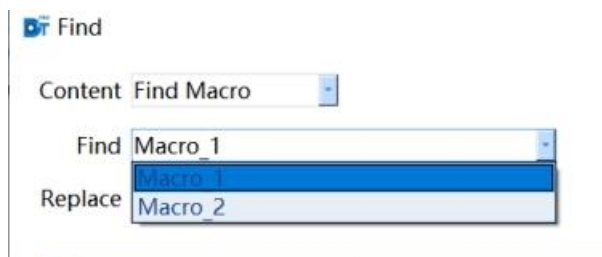 DT Find
Content Find Macro
Find Macro_1
Macro_1
Replace Macro_2